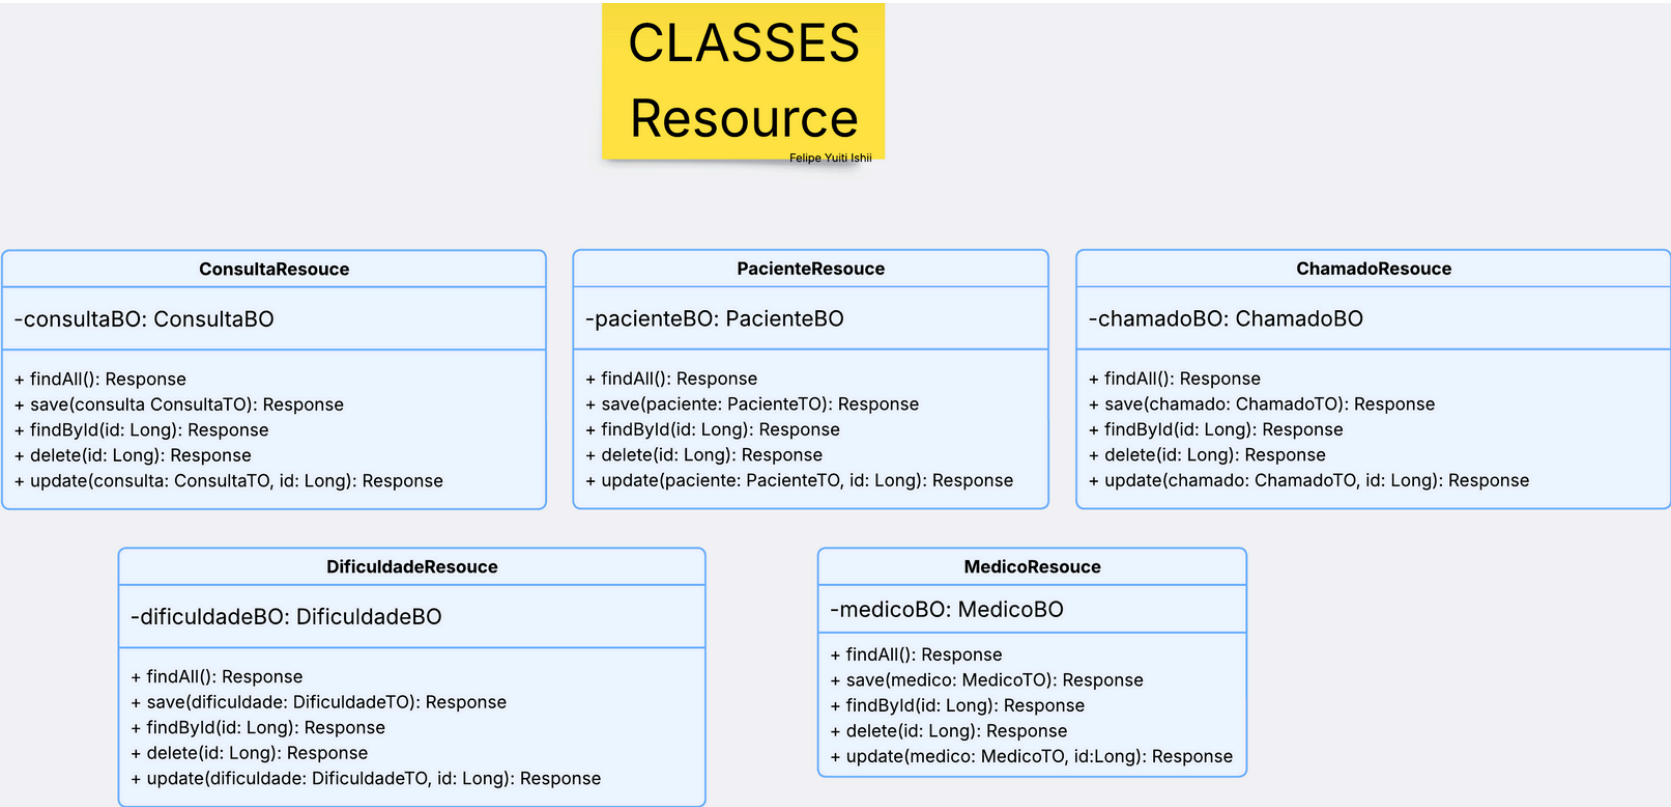 CLASSES
Resource
Felipe Yuiti Ishii
ConsultaResouce
-consultaBO: ConsultaBO
+ findAll(): Response
+ save(consulta ConsultaTO): Response
+ findById(id: Long): Response
+ delete(id: Long): Response
+ update(consulta: ConsultaTO, id: Long): Response
PacienteResouce
-pacienteBO: PacienteBO
+ findAll(): Response
+ save(paciente: PacienteTO): Response
+ findById(id: Long): Response
+ delete(id: Long): Response
+ update(paciente: PacienteTO, id: Long): Response
ChamadoResouce
-chamadoBO: ChamadoBO
+ findAll(): Response
+ save(chamado: ChamadoTO): Response
+ findById(id: Long): Response
+ delete(id: Long): Response
+ update(chamado: ChamadoTO, id: Long): Response
DificuldadeResouce
-dificuldadeBO: DificuldadeBO
+ findAll(): Response
+ save(dificuldade: DificuldadeTO): Response
+ findById(id: Long): Response
+ delete(id: Long): Response
+ update(dificuldade: DificuldadeTO, id: Long): Response
MedicoResouce
-medicoBO: MedicoBO
+ findAll(): Response
+ save(medico: MedicoTO): Response
+ findById(id: Long): Response
+ delete(id: Long): Response
+ update(medico: MedicoTO, id:Long): Response